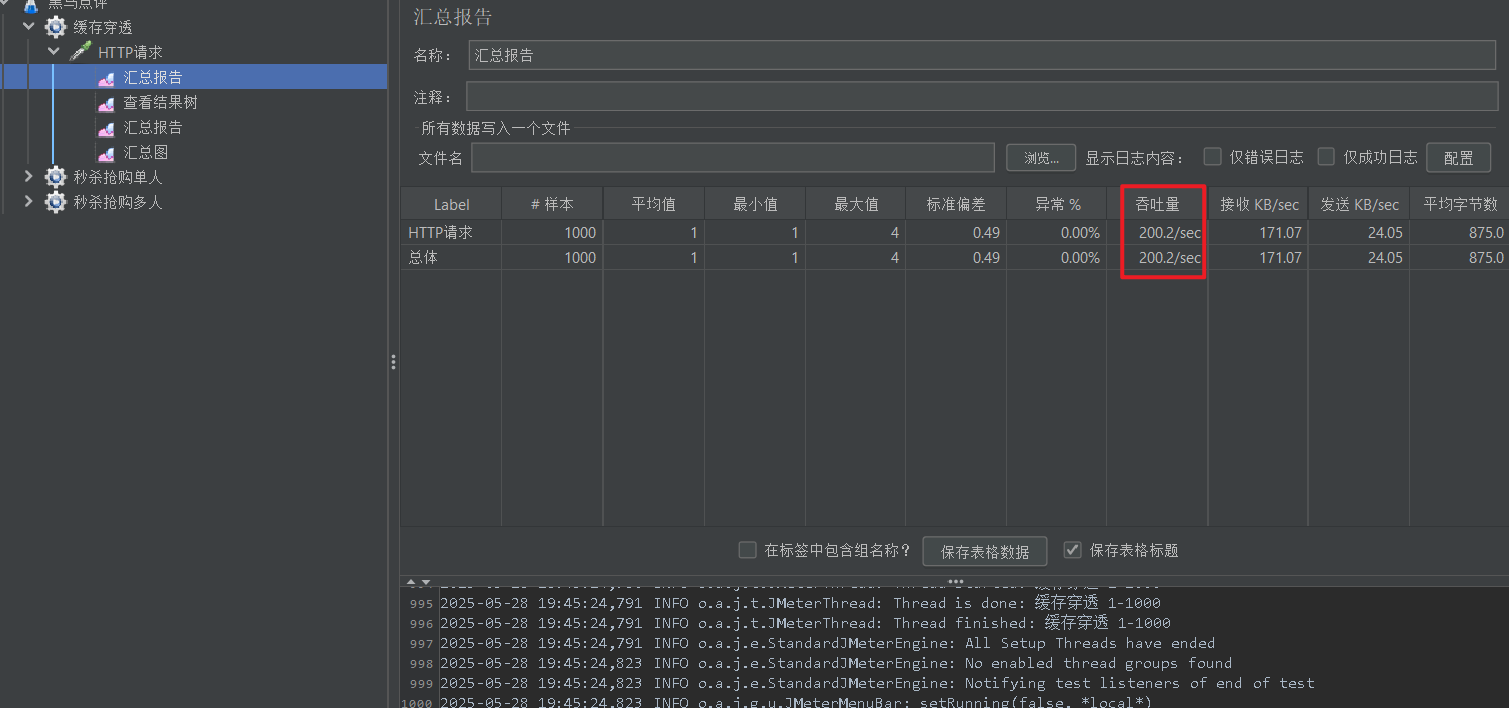 黑马点评
缓存穿透
HTTP请求
汇总报告
查看结果树
汇总报告
汇总图
秒杀抢购单人
秒杀抢购多人
汇总报告
名称： 汇总报告
注释：
所有数据写入一个文件
文件名 浏览... 显示日志内容： 仅错误日志 仅成功日志 配置
Label # 样本 平均值 最小值 最大值 标准偏差 异常 % 吞吐量 接收 KB/sec 发送 KB/sec 平均字节数
HTTP请求 1000 1 1 4 0.49 0.00% 200.2/sec 171.07 24.05 875.0
总体 1000 1 1 4 0.49 0.00% 200.2/sec 171.07 24.05 875.0
在标签中包含组名称？ 保存表格数据 保存表格标题
995 2025-05-28 19:45:24,791 INFO o.a.j.t.JMeterThread: Thread is done: 缓存穿透 1-1000
996 2025-05-28 19:45:24,791 INFO o.a.j.t.JMeterThread: Thread finished: 缓存穿透 1-1000
997 2025-05-28 19:45:24,791 INFO o.a.j.e.StandardJMeterEngine: All Setup Threads have ended
998 2025-05-28 19:45:24,823 INFO o.a.j.e.StandardJMeterEngine: No enabled thread groups found
999 2025-05-28 19:45:24,823 INFO o.a.j.e.StandardJMeterEngine: Notifying test listeners of end of test
1000 2025-05-28 19:45:24,823 INFO o.a.j.g.u.JMeterMenuBar: setRunning(false, *local*)